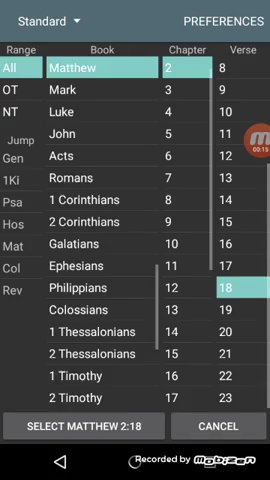 Standard PREFERENCES
Range Book Chapter Verse
All Matthew 2 8
OT Mark 3 9
NT Luke 4 10
Jump John 5 11
00:15
Gen Acts 6 12
1Ki Romans 7 13
Psa 1 Corinthians 8 14
Hos 2 Corinthians 9 15
Mat Galatians 10 16
Col Ephesians 11 17
Rev Philippians 12 18
Colossians 13 19
1 Thessalonians 14 20
2 Thessalonians 15 21
1 Timothy 16 22
2 Timothy 17 23
SELECT MATTHEW 2:18 CANCEL
Recorded by mobizen